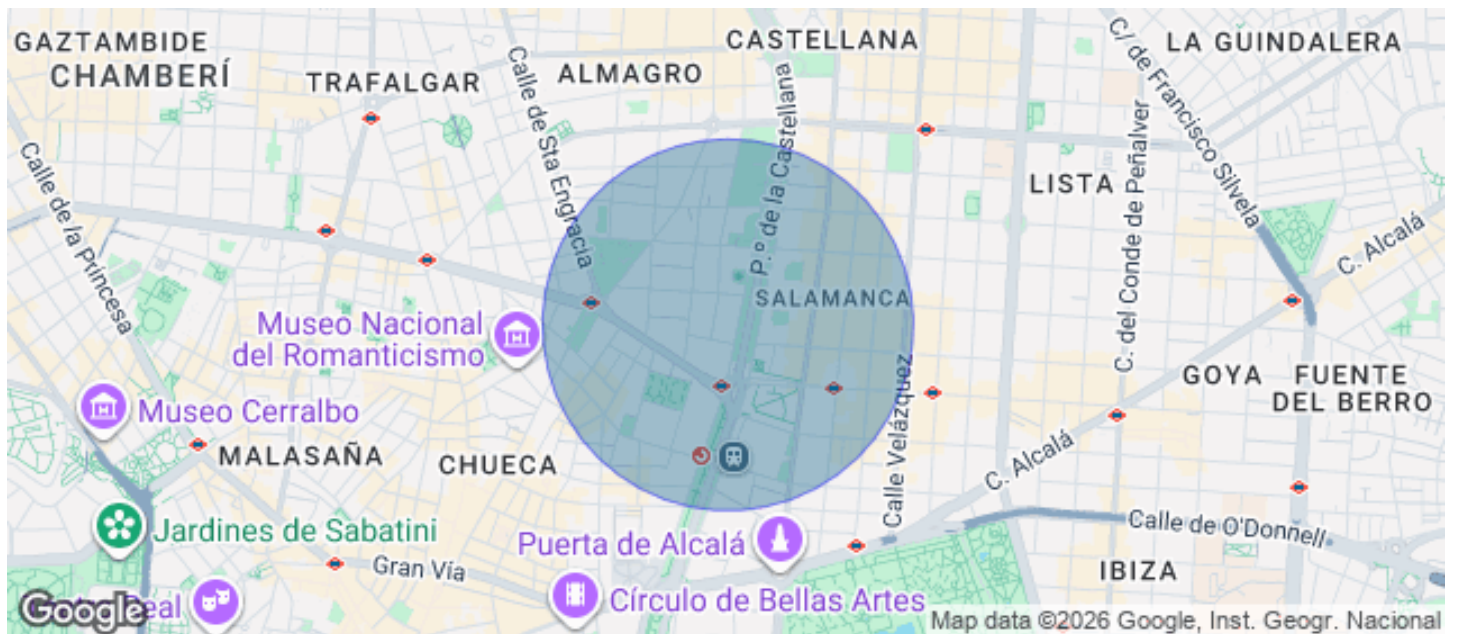 GAZTAMBIDE
CHAMBERÍ
TRAFALGAR
Calle de Sta Engracia
ALMAGRO
CASTELLANA
P.º de la Castellana
C/ de Francisco Silvela
LA GUINDALERA
Calle de la Princesa
LISTA
C. del Conde de Peñalver
C. Alcalá
SALAMANCA
Museo Nacional
del Romanticismo
Calle Velázquez
GOYA
FUENTE
DEL BERRO
Museo Cerralbo
MALASAÑA
CHUECA
C. Alcalá
Jardines de Sabatini
Puerta de Alcalá
Calle de O'Donnell
Gran Vía
IBIZA
Círculo de Bellas Artes
Real
Google
Map data ©2026 Google, Inst. Geogr. Nacional